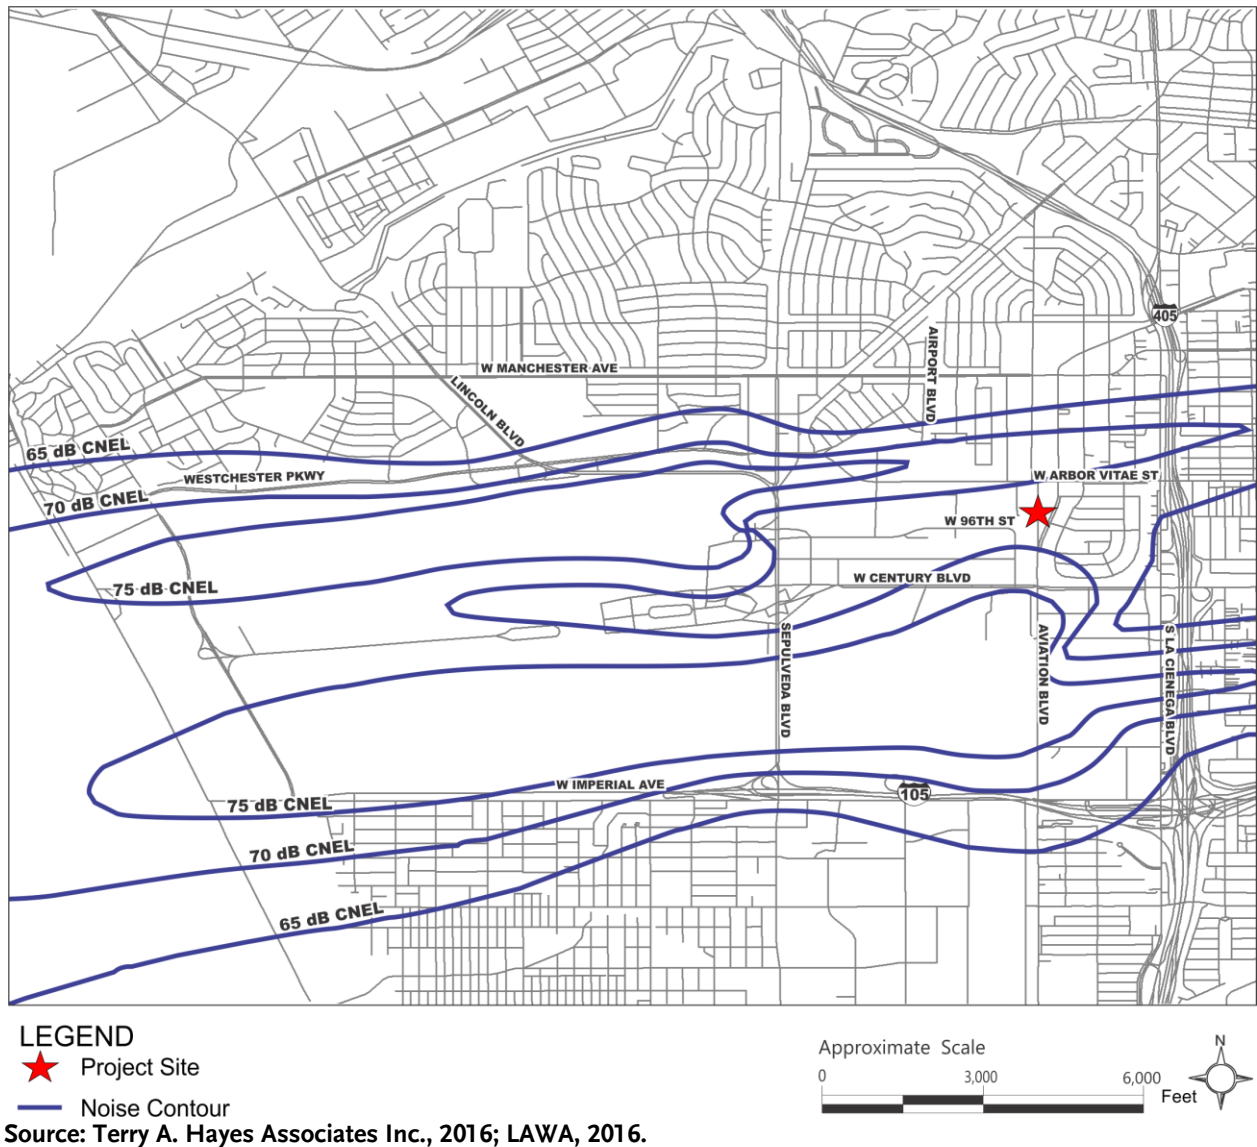 405
AIRPORT BLVD
W MANCHESTER AVE
LINCOLN BLVD
65 dB CNEL
WESTCHESTER PKWY
W ARBOR VITAE ST
70 dB CNEL
W 96TH ST
75 dB CNEL
W CENTURY BLVD
SEPULVEDA BLVD
AVIATION BLVD
S LA CIENEGA BLVD
W IMPERIAL AVE
105
75 dB CNEL
70 dB CNEL
65 dB CNEL
LEGEND
Project Site
Noise Contour
Approximate Scale
0 3,000 6,000
Feet
N
Source: Terry A. Hayes Associates Inc., 2016; LAWA, 2016.